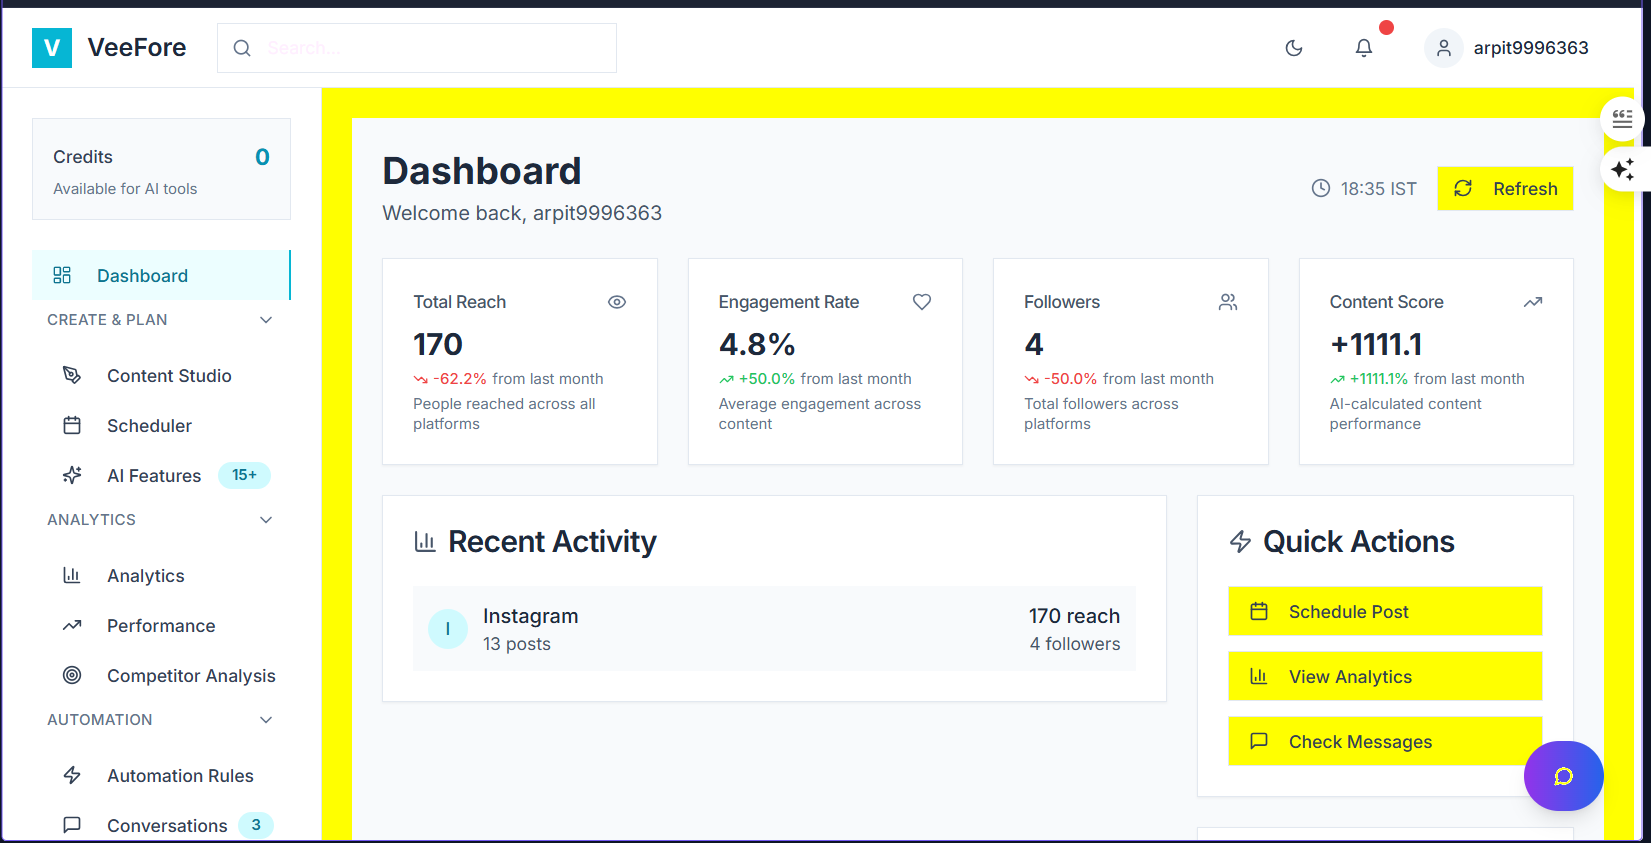 V VeeFore
Search...
arpit9996363
Credits 0
Available for AI tools
Dashboard
CREATE & PLAN
Content Studio
Scheduler
AI Features 15+
ANALYTICS
Analytics
Performance
Competitor Analysis
AUTOMATION
Automation Rules
Conversations 3
Dashboard
Welcome back, arpit9996363
18:35 IST
Refresh
Total Reach
170
-62.2% from last month
People reached across all
platforms
Engagement Rate
4.8%
+50.0% from last month
Average engagement across
content
Followers
4
-50.0% from last month
Total followers across
platforms
Content Score
+1111.1
+1111.1% from last month
AI-calculated content
performance
Recent Activity
I
Instagram
13 posts
170 reach
4 followers
Quick Actions
Schedule Post
View Analytics
Check Messages